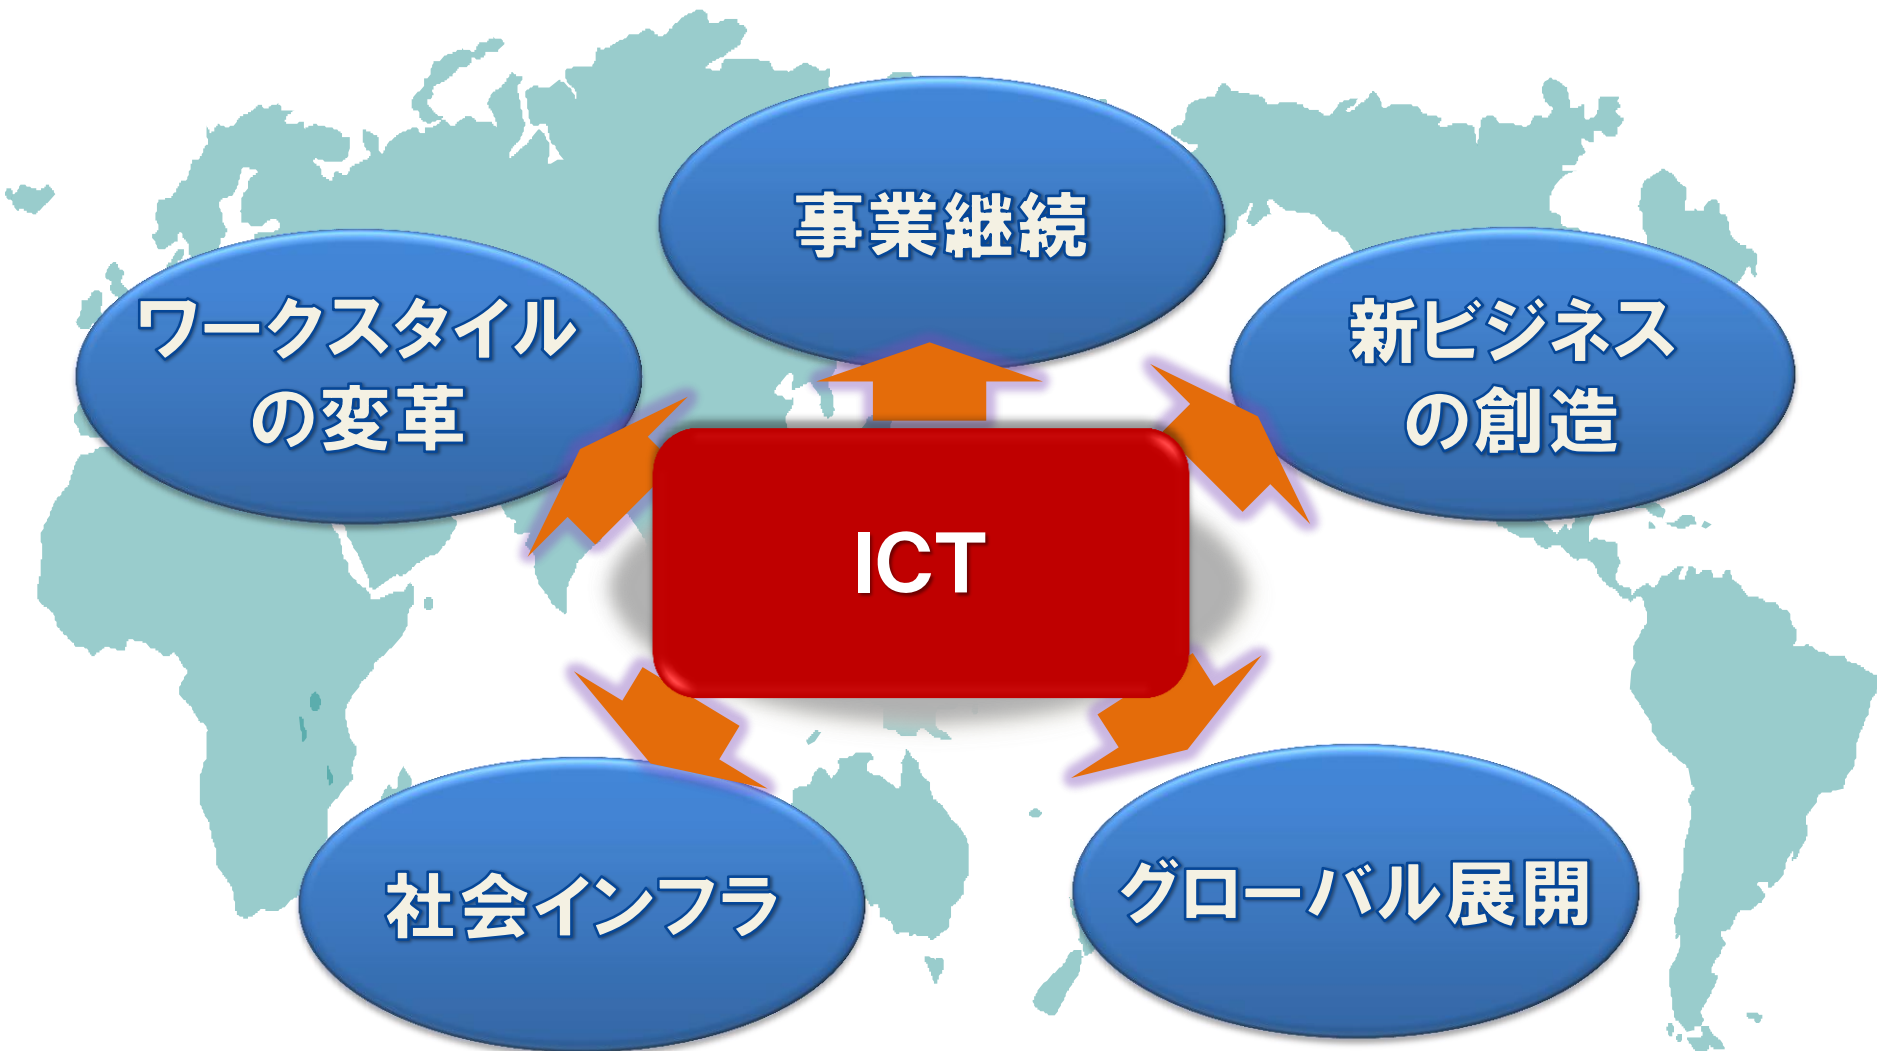 事業継続
ワークスタイル
の変革
新ビジネス
の創造
ICT
社会インフラ
グローバル展開